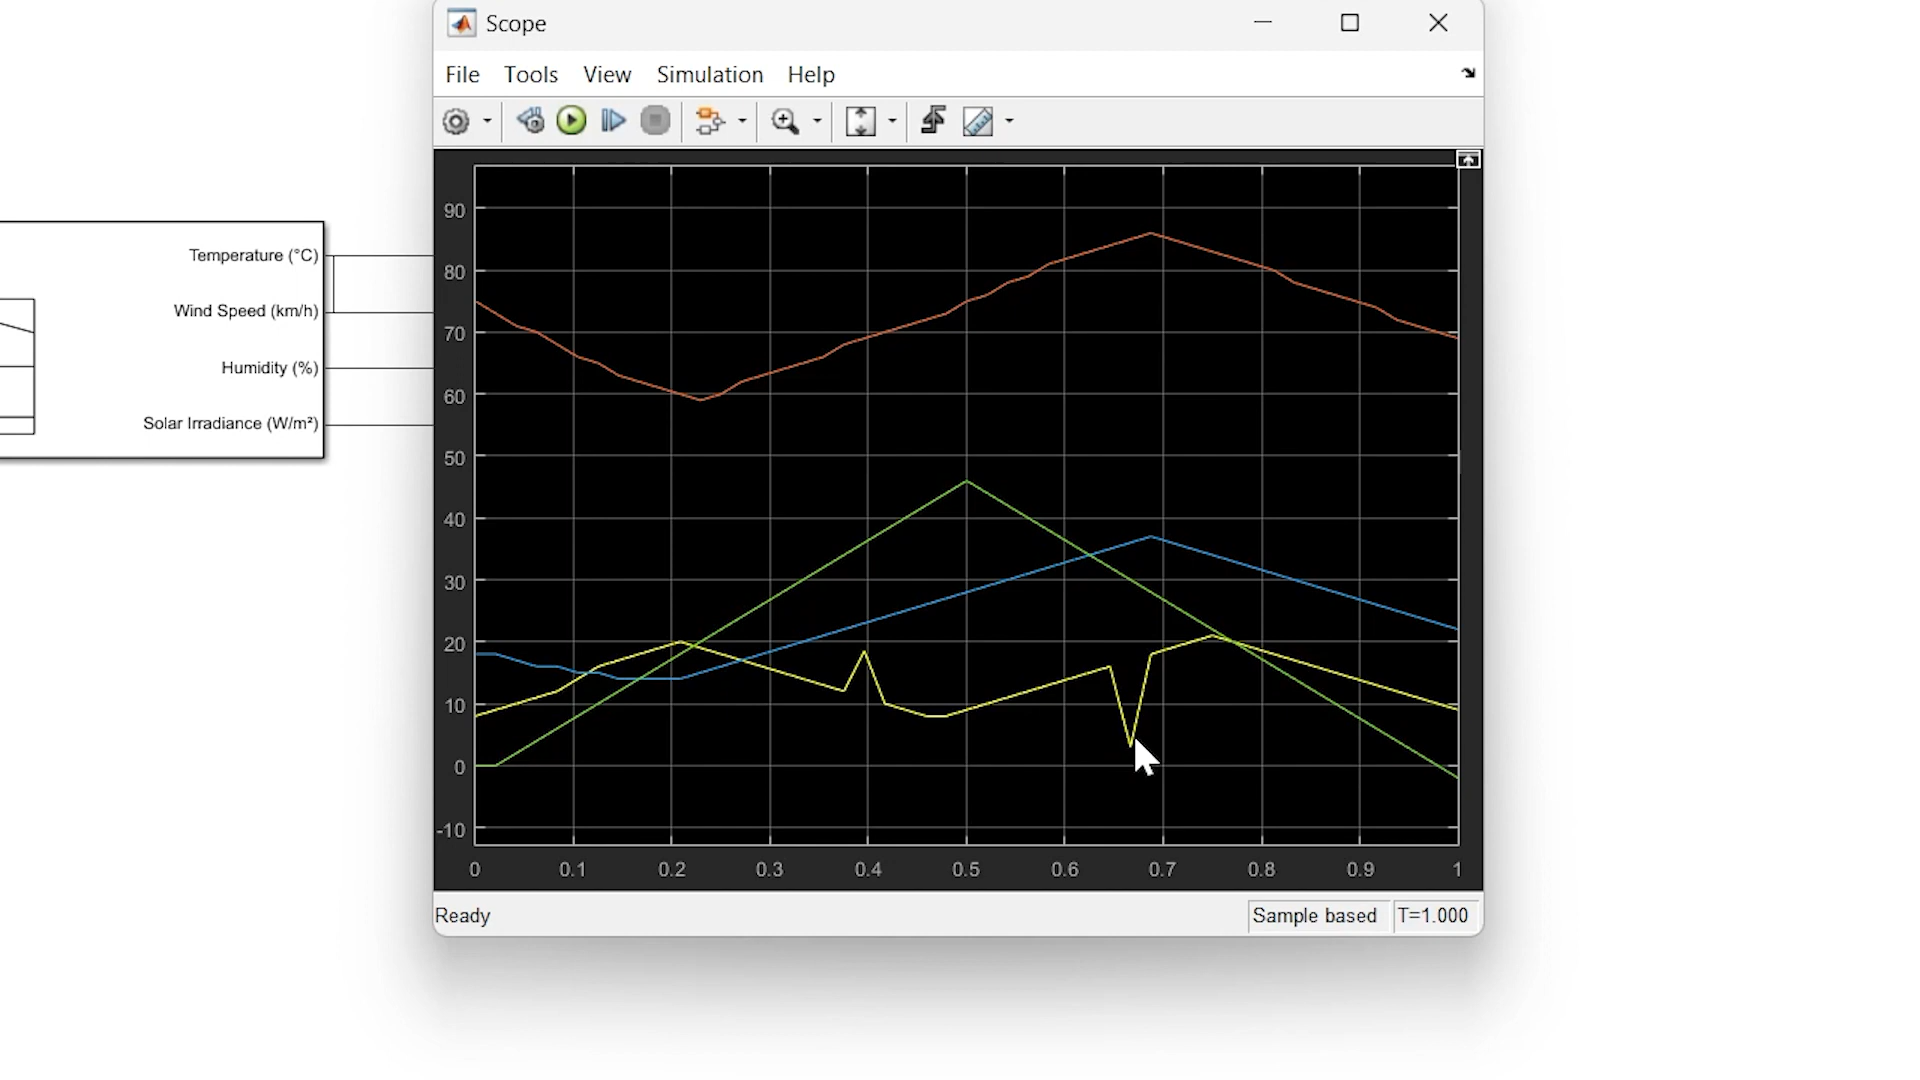 Scope
File Tools View Simulation Help
Temperature (°C)
Wind Speed (km/h)
Humidity (%)
Solar Irradiance (W/m²)
90
80
70
60
50
40
30
20
10
0
-10
0 0.1 0.2 0.3 0.4 0.5 0.6 0.7 0.8 0.9 1
Ready
Sample based T=1.000